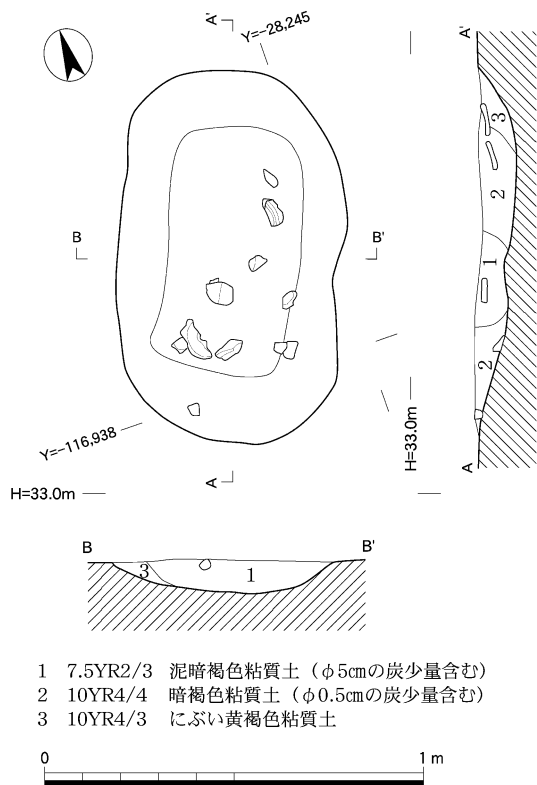 A'
Y=-28,245
A'
3
2
1
2
B
B'
Y=-116,938
H=33.0m
A
A
H=33.0m
B
B'
3
1
1 7.5YR2/3 泥暗褐色粘質土（φ5㎝の炭少量含む）
2 10YR4/4 暗褐色粘質土（φ0.5㎝の炭少量含む）
3 10YR4/3 にぶい黄褐色粘質土
0
1 m